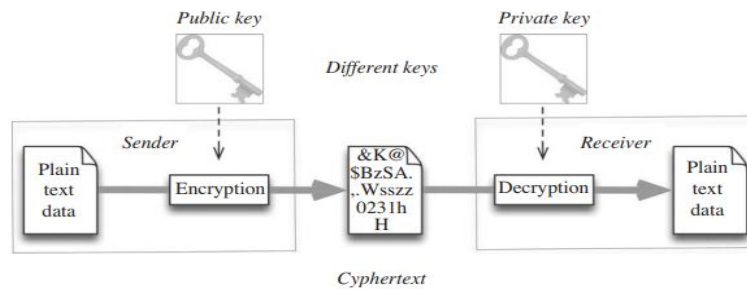 Public key
Private key
Different keys
Sender
Receiver
Plain
text
data
Encryption
&K@
$BzSA.
,.Wsszz
0231h
H
Decryption
Plain
text
data
Cyphertext